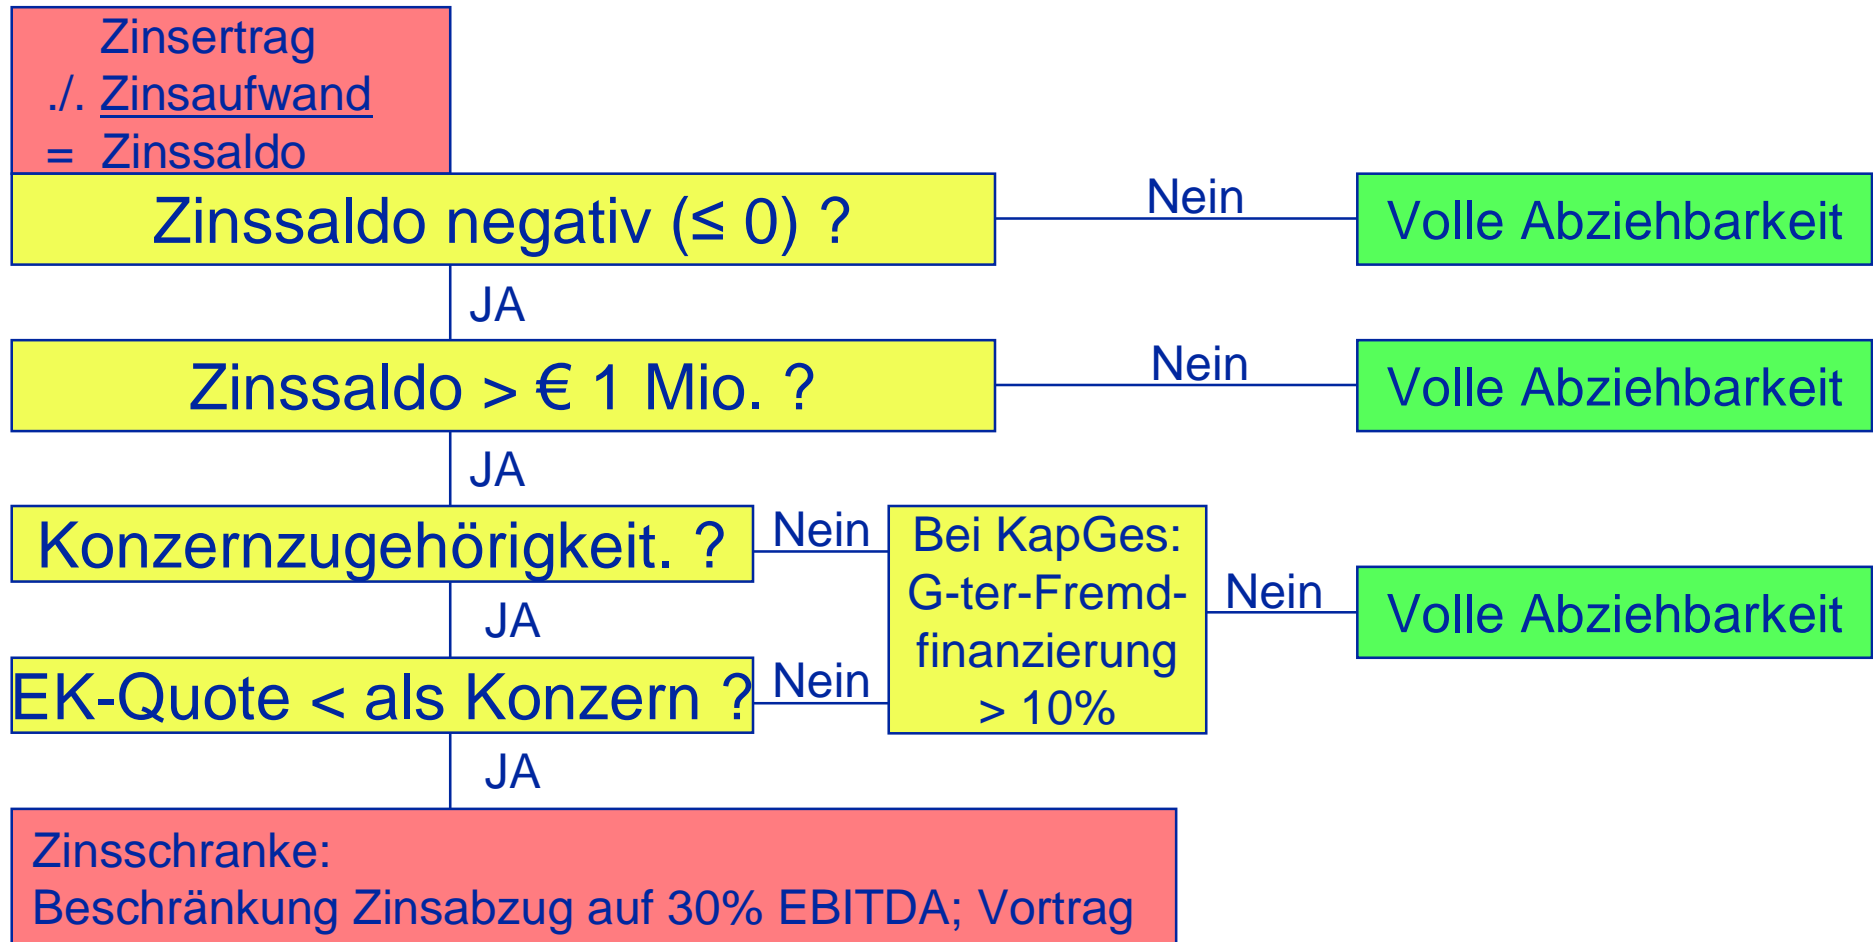 Zinsertrag
./. Zinsaufwand
= Zinssaldo
Zinssaldo negativ (≤ 0) ?
Nein
Volle Abziehbarkeit
JA
Zinssaldo > € 1 Mio. ?
Nein
Volle Abziehbarkeit
JA
Konzernzugehörigkeit. ?
Nein
Bei KapGes:
G-ter-Fremd-
finanzierung
> 10%
Nein
Volle Abziehbarkeit
JA
EK-Quote < als Konzern ?
Nein
JA
Zinsschranke:
Beschränkung Zinsabzug auf 30% EBITDA; Vortrag